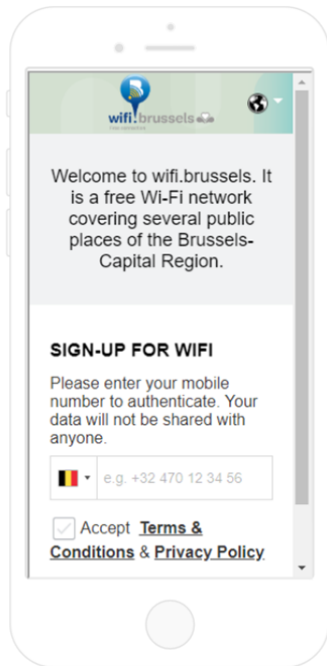 wifi.brussels
Welcome to wifi.brussels. It
is a free Wi-Fi network
covering several public
places of the Brussels-
Capital Region.
SIGN-UP FOR WIFI
Please enter your mobile
number to authenticate. Your
data will not be shared with
anyone.
e.g. +32 470 12 34 56
Accept Terms &
Conditions & Privacy Policy